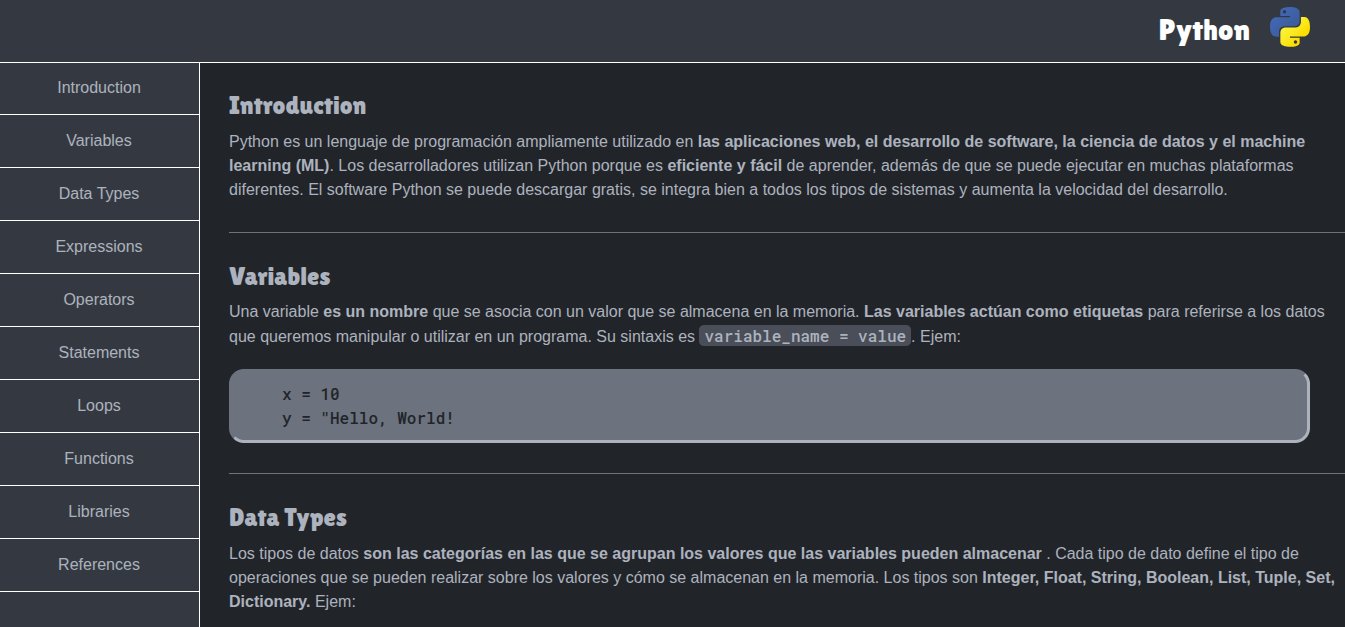 Python
Introduction
Variables
Data Types
Expressions
Operators
Statements
Loops
Functions
Libraries
References
Introduction
Python es un lenguaje de programación ampliamente utilizado en las aplicaciones web, el desarrollo de software, la ciencia de datos y el machine
learning (ML). Los desarrolladores utilizan Python porque es eficiente y fácil de aprender, además de que se puede ejecutar en muchas plataformas
diferentes. El software Python se puede descargar gratis, se integra bien a todos los tipos de sistemas y aumenta la velocidad del desarrollo.
Variables
Una variable es un nombre que se asocia con un valor que se almacena en la memoria. Las variables actúan como etiquetas para referirse a los datos
que queremos manipular o utilizar en un programa. Su sintaxis es variable_name = value. Ejem:
x = 10
y = "Hello, World!
Data Types
Los tipos de datos son las categorías en las que se agrupan los valores que las variables pueden almacenar . Cada tipo de dato define el tipo de
operaciones que se pueden realizar sobre los valores y cómo se almacenan en la memoria. Los tipos son Integer, Float, String, Boolean, List, Tuple, Set,
Dictionary. Ejem: